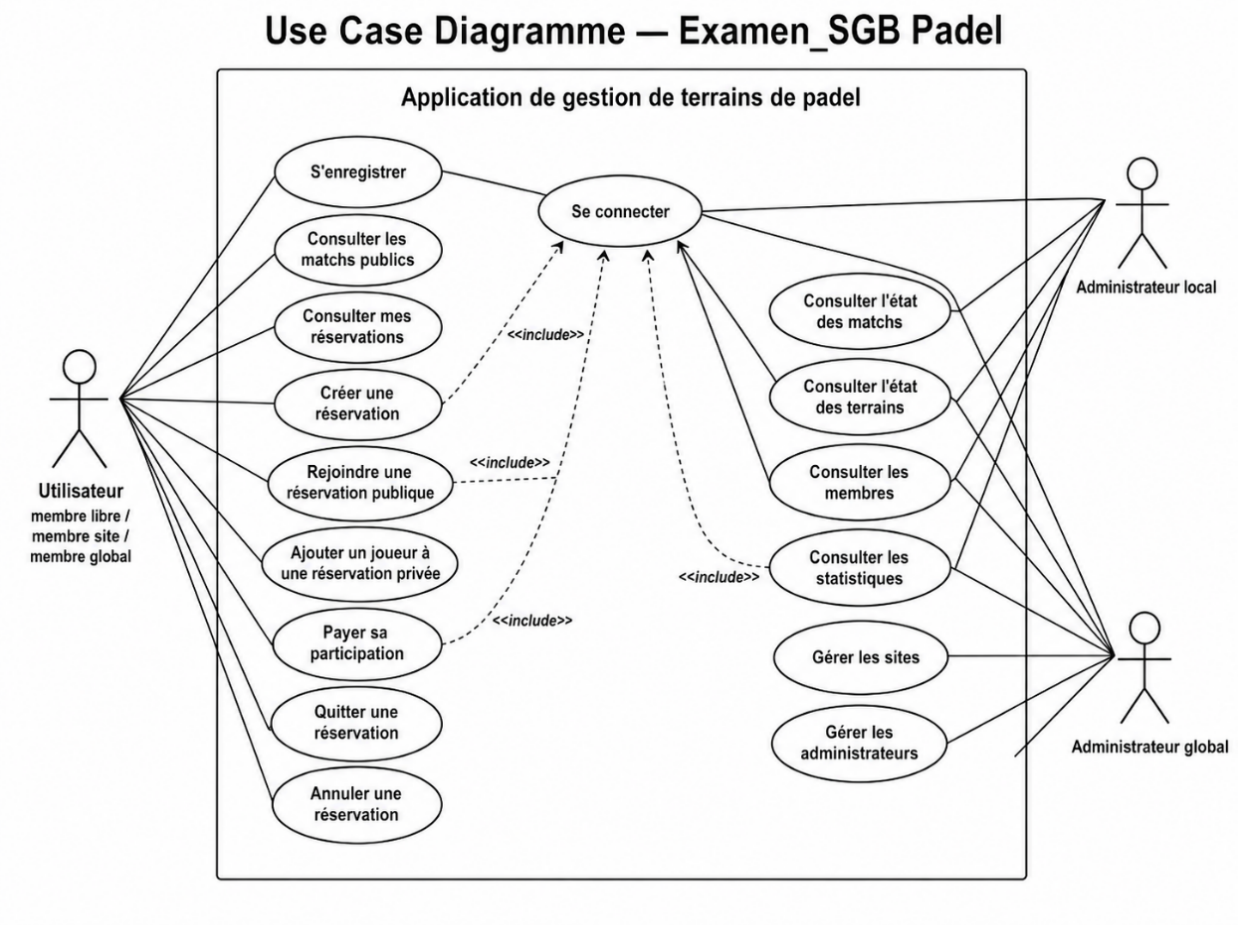 Use Case Diagramme — Examen_SGB Padel
Application de gestion de terrains de padel
S'enregistrer
Consulter les
matchs publics
Consulter mes
réservations
Créer une
réservation
Rejoindre une
réservation publique
Ajouter un joueur à
une réservation privée
Payer sa
participation
Quitter une
réservation
Annuler une
réservation
Utilisateur
membre libre /
membre site /
membre global
Se connecter
<<include>>
<<include>>
<<include>>
<<include>>
Consulter l'état
des matchs
Consulter l'état
des terrains
Consulter les
membres
Consulter les
statistiques
Gérer les sites
Gérer les
administrateurs
Administrateur local
Administrateur global